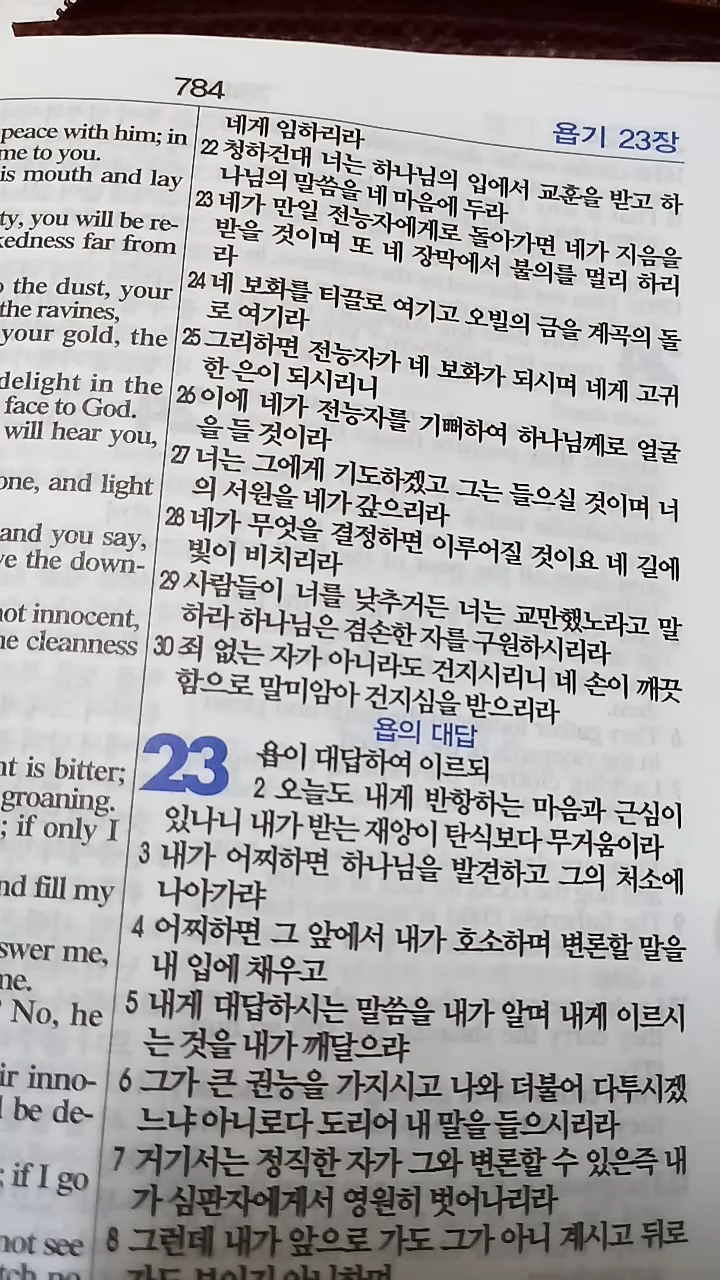 784
욥기 23장
peace with him; in
me to you.
is mouth and lay
ty, you will be re-
kedness far from
o the dust, your
the ravines,
your gold, the
delight in the
face to God.
will hear you,
one, and light
and you say,
ve the down-
not innocent,
he cleanness
nt is bitter;
groaning.
; if only I
nd fill my
swer me,
me.
? No, he
ir inno-
l be de-
; if I go
not see
네게 임하리라
22 청하건대 너는 하나님의 입에서 교훈을 받고 하
나님의 말씀을 네 마음에 두라
23 네가 만일 전능자에게로 돌아가면 네가 지음을
받을 것이며 또 네 장막에서 불의를 멀리 하리
라
24 네 보화를 티끌로 여기고 오빌의 금을 계곡의 돌
로 여기라
25 그리하면 전능자가 네 보화가 되시며 네게 고귀
한 은이 되시리니
26 이에 네가 전능자를 기뻐하여 하나님께로 얼굴
을 들 것이라
27 너는 그에게 기도하겠고 그는 들으실 것이며 너
의 서원을 네가 갚으리라
28 네가 무엇을 결정하면 이루어질 것이요 네 길에
빛이 비치리라
29 사람들이 너를 낮추거든 너는 교만했노라고 말
하라 하나님은 겸손한 자를 구원하시리라
30 죄 없는 자가 아니라도 건지시리니 네 손이 깨끗
함으로 말미암아 건지심을 받으리라
욥의 대답
23 욥이 대답하여 이르되
2 오늘도 내게 반항하는 마음과 근심이
있나니 내가 받는 재앙이 탄식보다 무거움이라
3 내가 어찌하면 하나님을 발견하고 그의 처소에
나아가랴
4 어찌하면 그 앞에서 내가 호소하며 변론할 말을
내 입에 채우고
5 내게 대답하시는 말씀을 내가 알며 내게 이르시
는 것을 내가 깨달으랴
6 그가 큰 권능을 가지시고 나와 더불어 다투시겠
느냐 아니로다 도리어 내 말을 들으시리라
7 거기서는 정직한 자가 그와 변론할 수 있은즉 내
가 심판자에게서 영원히 벗어나리라
8 그런데 내가 앞으로 가도 그가 아니 계시고 뒤로